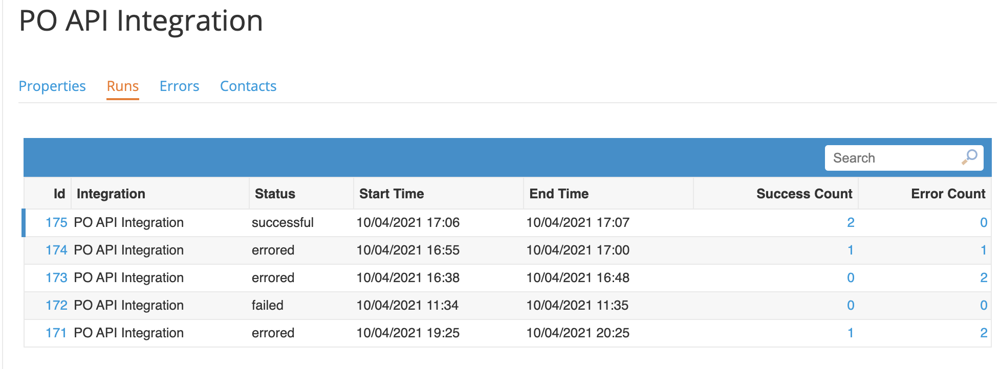 PO API Integration
Properties Runs Errors Contacts
Search
Id Integration Status Start Time End Time Success Count Error Count
175 PO API Integration successful 10/04/2021 17:06 10/04/2021 17:07 2 0
174 PO API Integration errored 10/04/2021 16:55 10/04/2021 17:00 1 1
173 PO API Integration errored 10/04/2021 16:38 10/04/2021 16:48 0 2
172 PO API Integration failed 10/04/2021 11:34 10/04/2021 11:35 0 0
171 PO API Integration errored 10/04/2021 19:25 10/04/2021 20:25 1 2